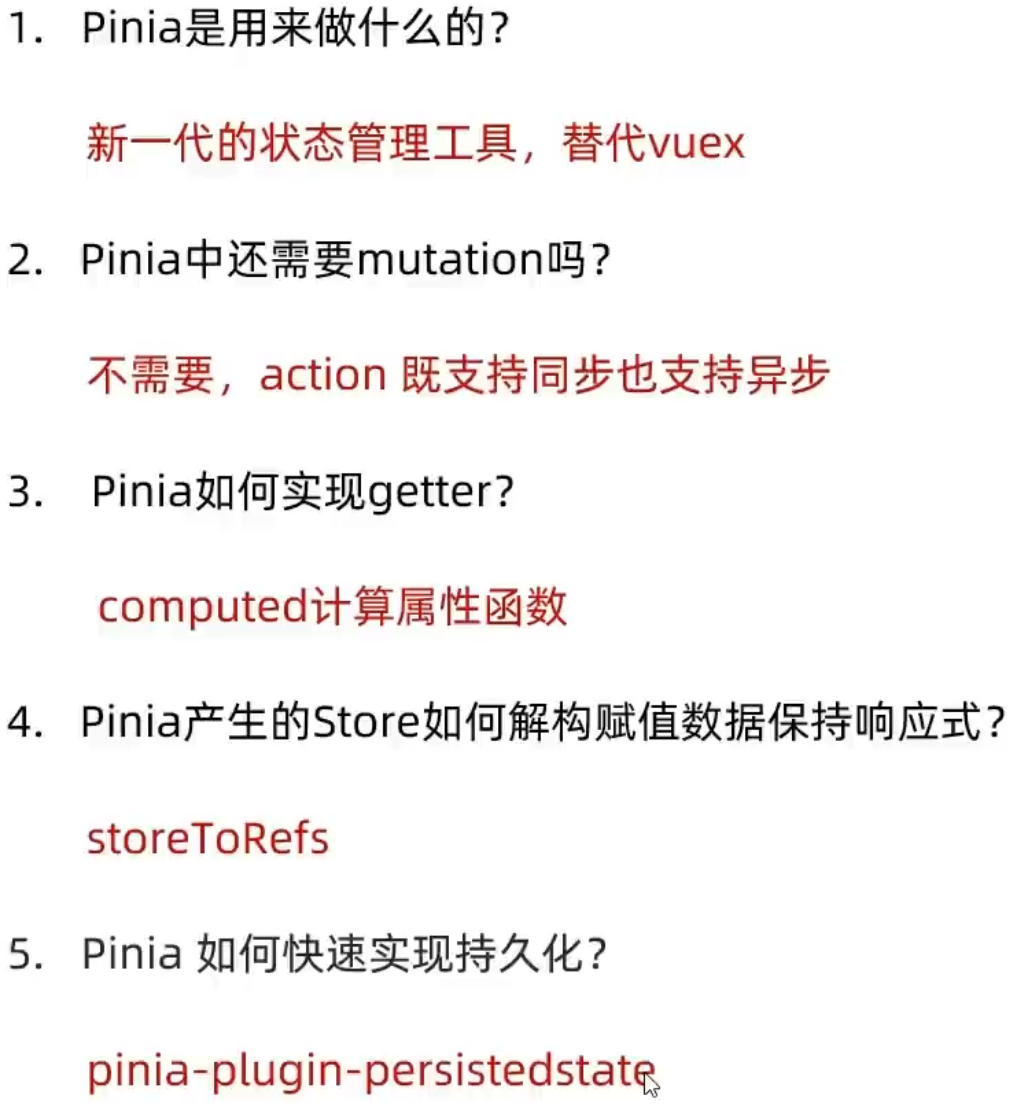 1. Pinia是用来做什么的？
新一代的状态管理工具，替代vuex
2. Pinia中还需要mutation吗？
不需要，action 既支持同步也支持异步
3. Pinia如何实现getter？
computed计算属性函数
4. Pinia产生的Store如何解构赋值数据保持响应式？
storeToRefs
5. Pinia 如何快速实现持久化？
pinia-plugin-persistedstate